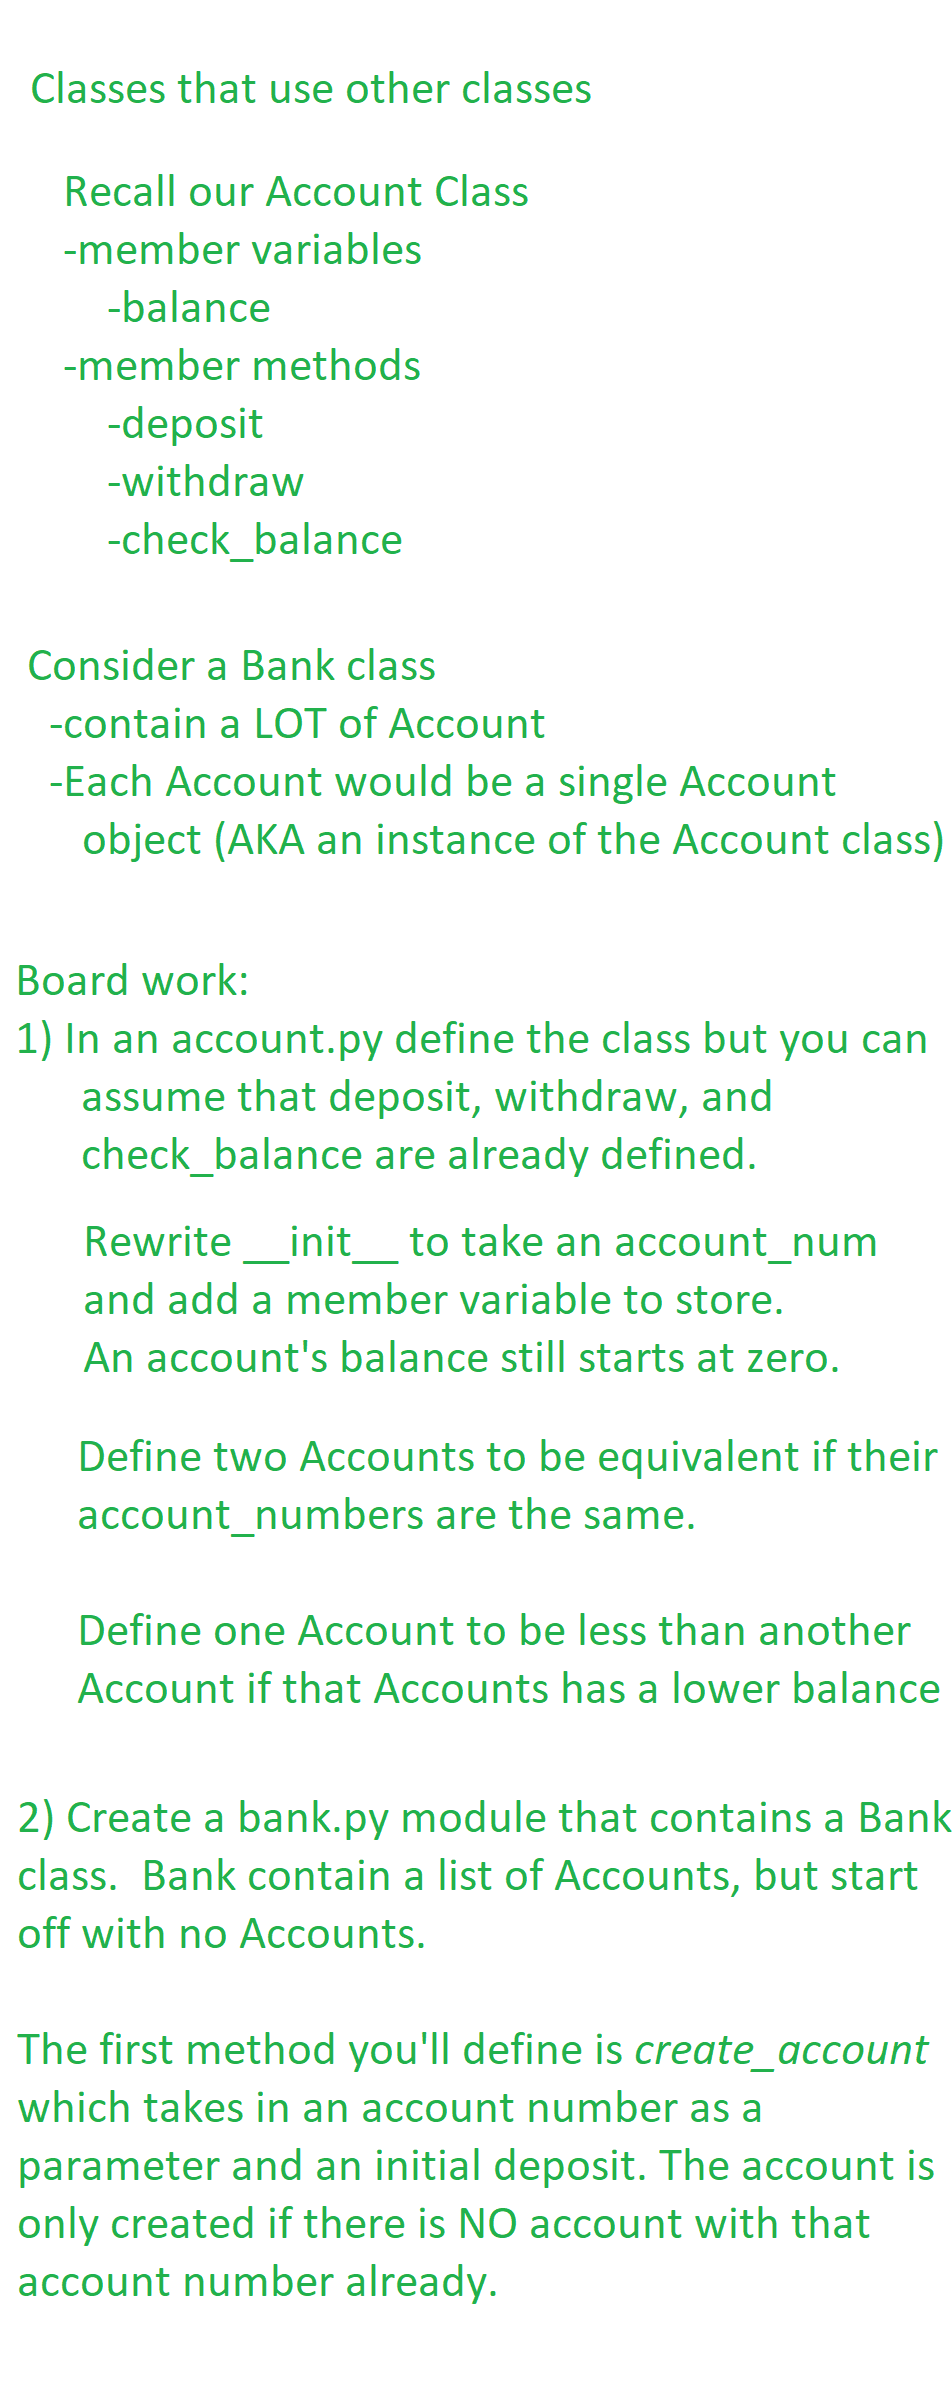 Classes that use other classes
Recall our Account Class
-member variables
-balance
-member methods
-deposit
-withdraw
-check_balance
Consider a Bank class
-contain a LOT of Account
-Each Account would be a single Account
object (AKA an instance of the Account class)
Board work:
1) In an account.py define the class but you can
assume that deposit, withdraw, and
check_balance are already defined.
Rewrite __init__ to take an account_num
and add a member variable to store.
An account's balance still starts at zero.
Define two Accounts to be equivalent if their
account_numbers are the same.
Define one Account to be less than another
Account if that Accounts has a lower balance
2) Create a bank.py module that contains a Bank
class.  Bank contain a list of Accounts, but start
off with no Accounts.
The first method you'll define is create_account
which takes in an account number as a
parameter and an initial deposit. The account is
only created if there is NO account with that
account number already.